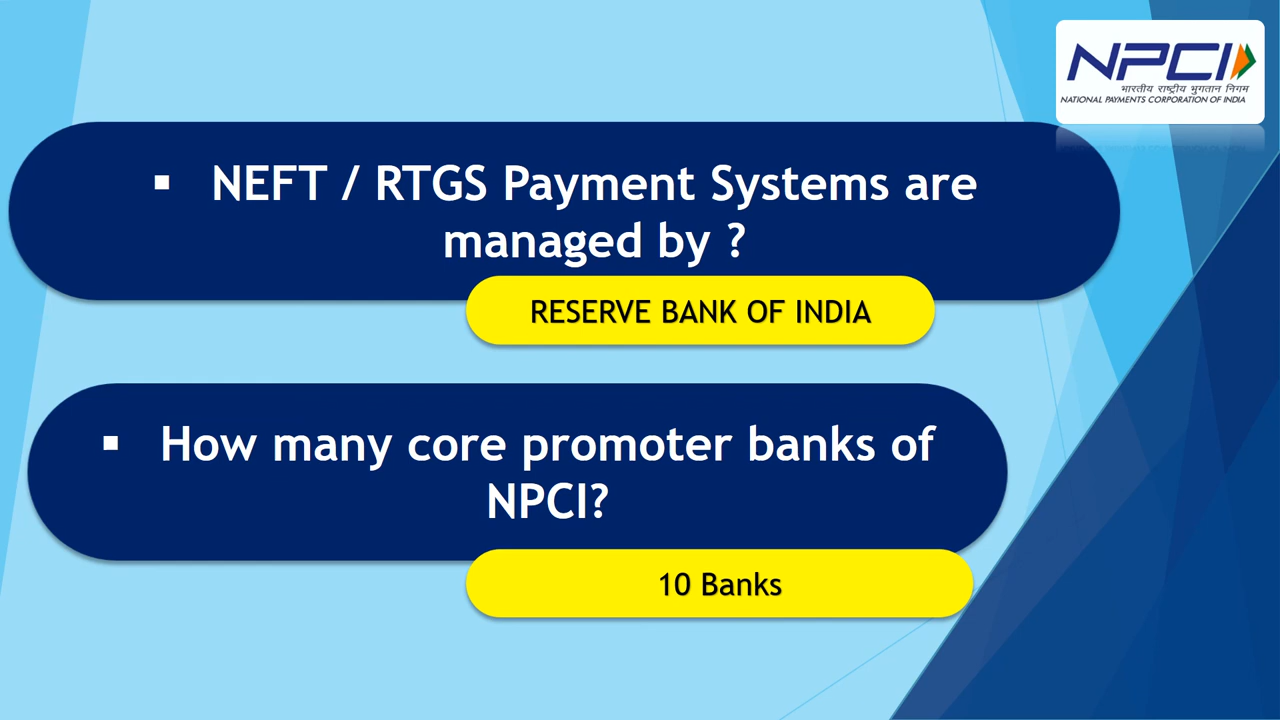 NPCI
भारतीय राष्ट्रीय भुगतान निगम
NATIONAL PAYMENTS CORPORATION OF INDIA
▪ NEFT / RTGS Payment Systems are
managed by ?
RESERVE BANK OF INDIA
▪ How many core promoter banks of
NPCI?
10 Banks